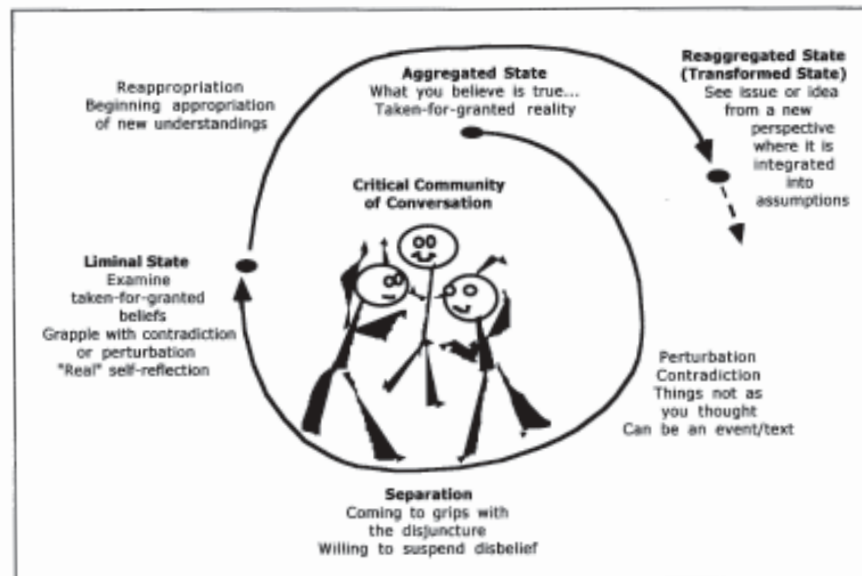 Reappropriation
Beginning appropriation
of new understandings
Aggregated State
What you believe is true...
Taken-for-granted reality
Reaggregated State
(Transformed State)
See issue or idea
from a new
perspective
where it is
integrated
into
assumptions
Critical Community
of Conversation
Liminal State
Examine
taken-for-granted
beliefs
Grapple with contradiction
or perturbation
"Real" self-reflection
Perturbation
Contradiction
Things not as
you thought
Can be an event/text
Separation
Coming to grips with
the disjuncture
Willing to suspend disbelief